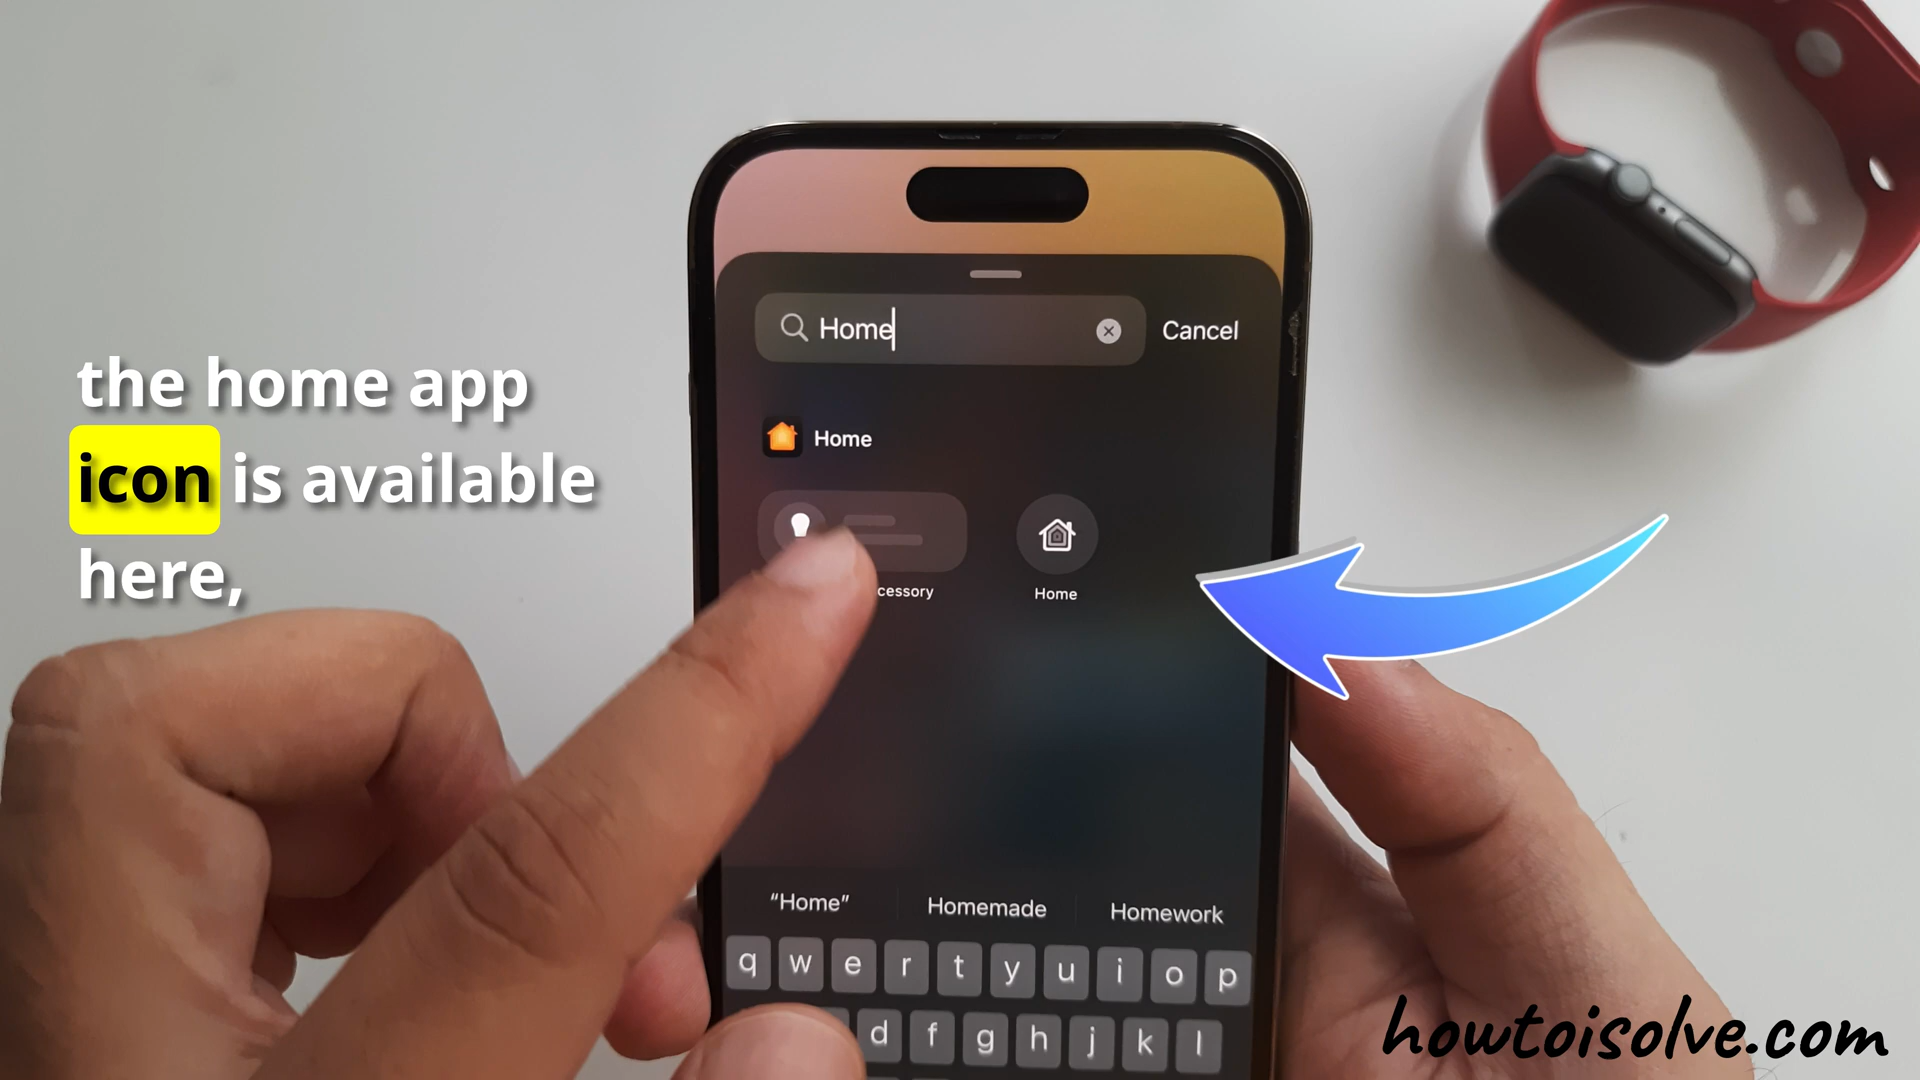 the home app
icon is available
here,
Home
Cancel
Home
cessory
Home
“Home”
Homemade
Homework
q w e r t y u i o p
d f g h j k l
howtoisolve.com